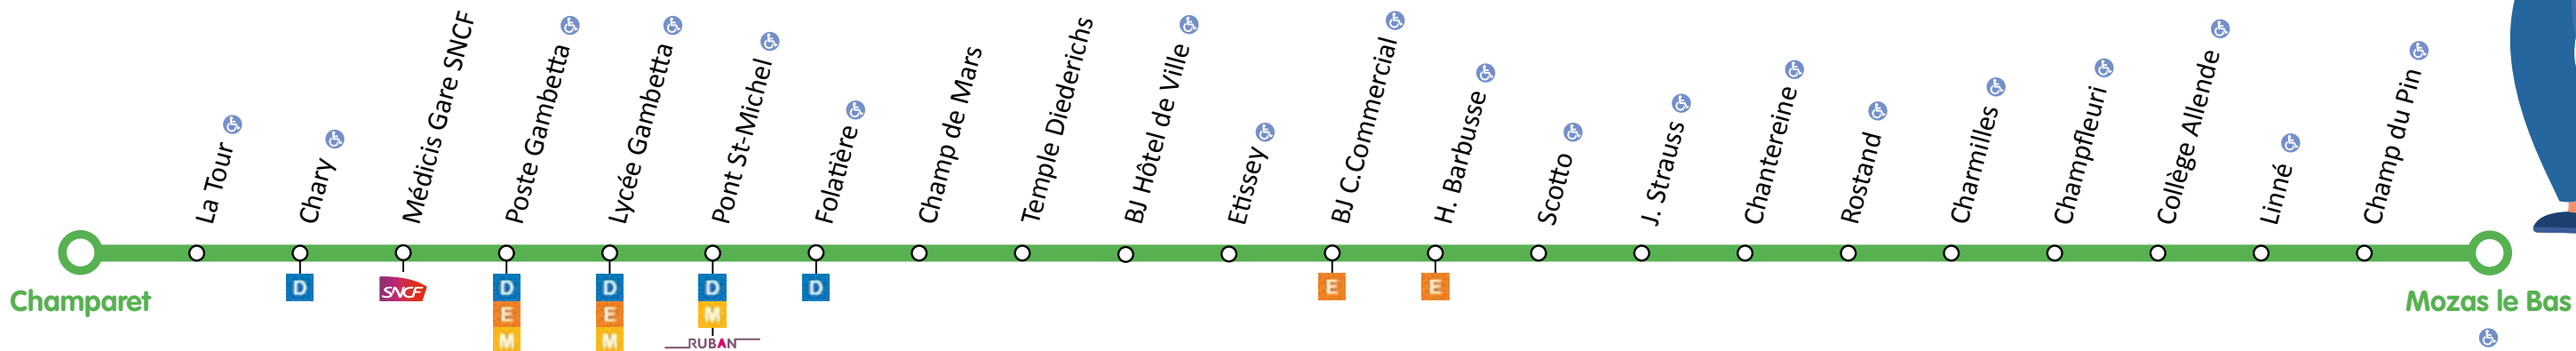 La Tour
Chary
Médicis Gare SNCF
Poste Gambetta
Lycée Gambetta
Pont St-Michel
Folatière
Champ de Mars
Temple Diederichs
BJ Hôtel de Ville
Etissey
BJ C.Commercial
H. Barbusse
Scotto
J. Strauss
Chantereine
Rostand
Charmilles
Champfleuri
Collège Allende
Linné
Champ du Pin
Champaret
D
SNCF
D
E
M
D
E
M
D
M
RUBAN
D
E
E
Mozas le Bas